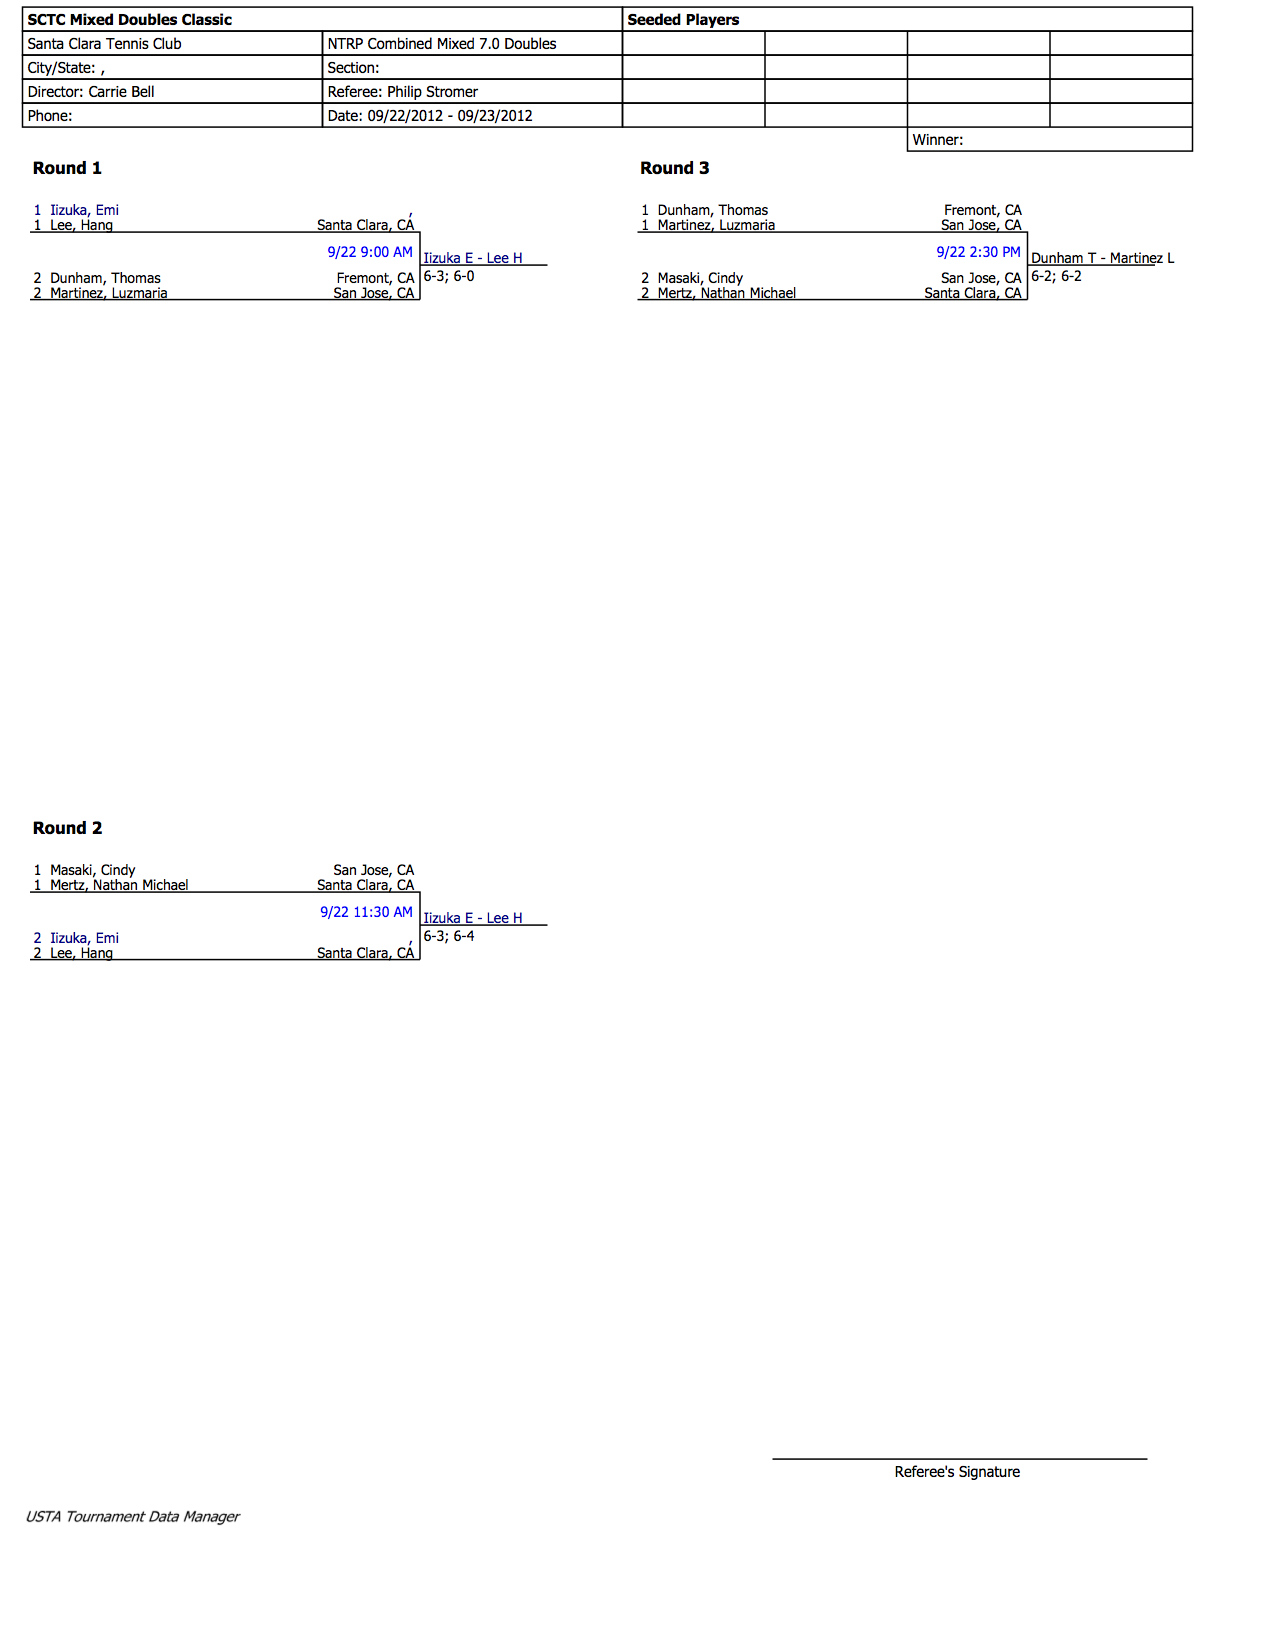 SCTC Mixed Doubles Classic
Seeded Players
Santa Clara Tennis Club
NTRP Combined Mixed 7.0 Doubles
City/State: ,
Section:
Director: Carrie Bell
Referee: Philip Stromer
Phone:
Date: 09/22/2012 - 09/23/2012
Winner:
Round 1
1 Iizuka, Emi ,
1 Lee, Hang Santa Clara, CA
9/22 9:00 AM
Iizuka E - Lee H
6-3; 6-0
2 Dunham, Thomas Fremont, CA
2 Martinez, Luzmaria San Jose, CA
Round 3
1 Dunham, Thomas Fremont, CA
1 Martinez, Luzmaria San Jose, CA
9/22 2:30 PM
Dunham T - Martinez L
6-2; 6-2
2 Masaki, Cindy San Jose, CA
2 Mertz, Nathan Michael Santa Clara, CA
Round 2
1 Masaki, Cindy San Jose, CA
1 Mertz, Nathan Michael Santa Clara, CA
9/22 11:30 AM
Iizuka E - Lee H
6-3; 6-4
2 Iizuka, Emi ,
2 Lee, Hang Santa Clara, CA
Referee's Signature
USTA Tournament Data Manager